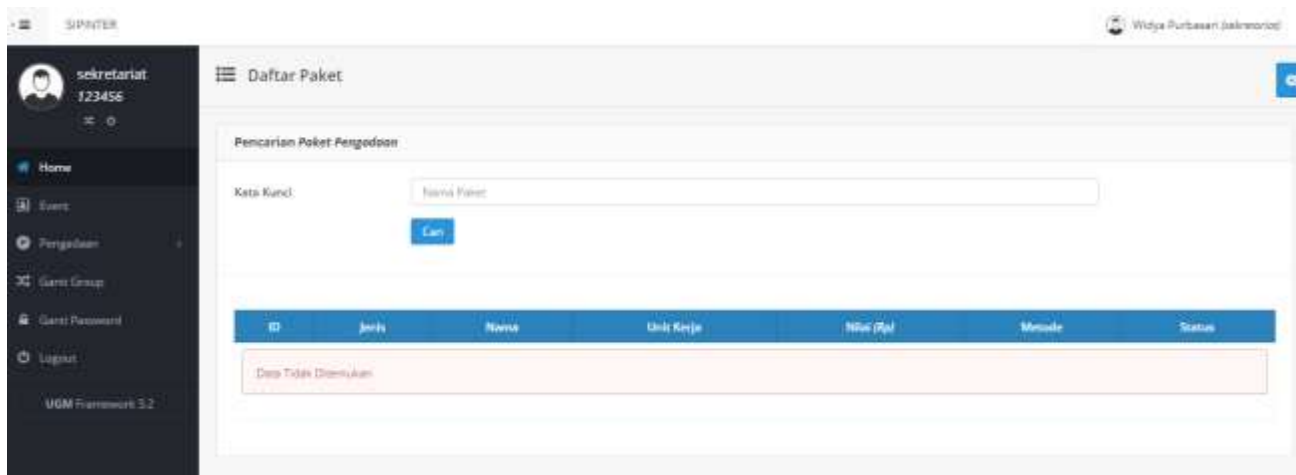 SIPINTER
Widya Purbasari (sekretariat)
sekretariat
123456
Daftar Paket
Pencarian Paket Pengadaan
Home
Kata Kunci
Nama Paket
Event
Cari
Pengadaan
Ganti Group
Ganti Password
ID Jenis Nama Unit Kerja Nilai (Rp) Metode Status
Logout
Data Tidak Ditemukan
UGM Framework 5.2